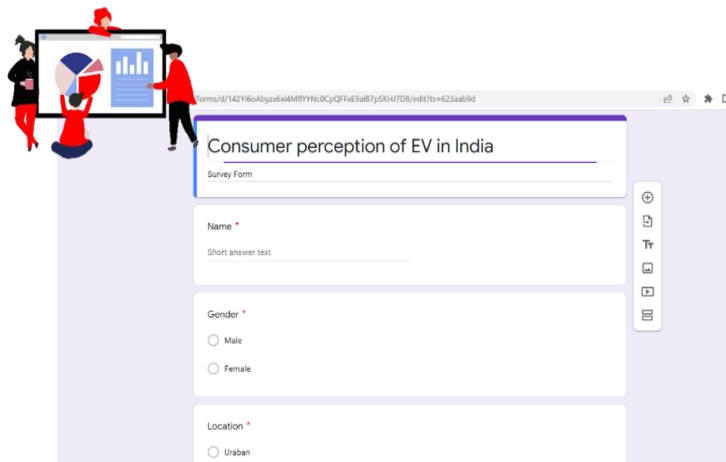 /forms/d/142YI6oAbyzx6xi4MflYYNc0CpQFFxE9aiB7pSKHJ7D8/edit?ts=623aab9d
Consumer perception of EV in India
Survey Form
Name *
Short answer text
Gender *
Male
Female
Location *
Uraban